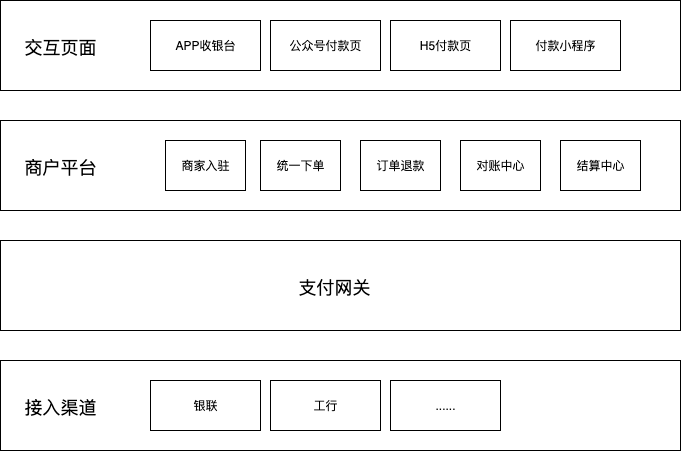 交互页面
APP收银台
公众号付款页
H5付款页
付款小程序
商户平台
商家入驻
统一下单
订单退款
对账中心
结算中心
支付网关
接入渠道
银联
工行
......